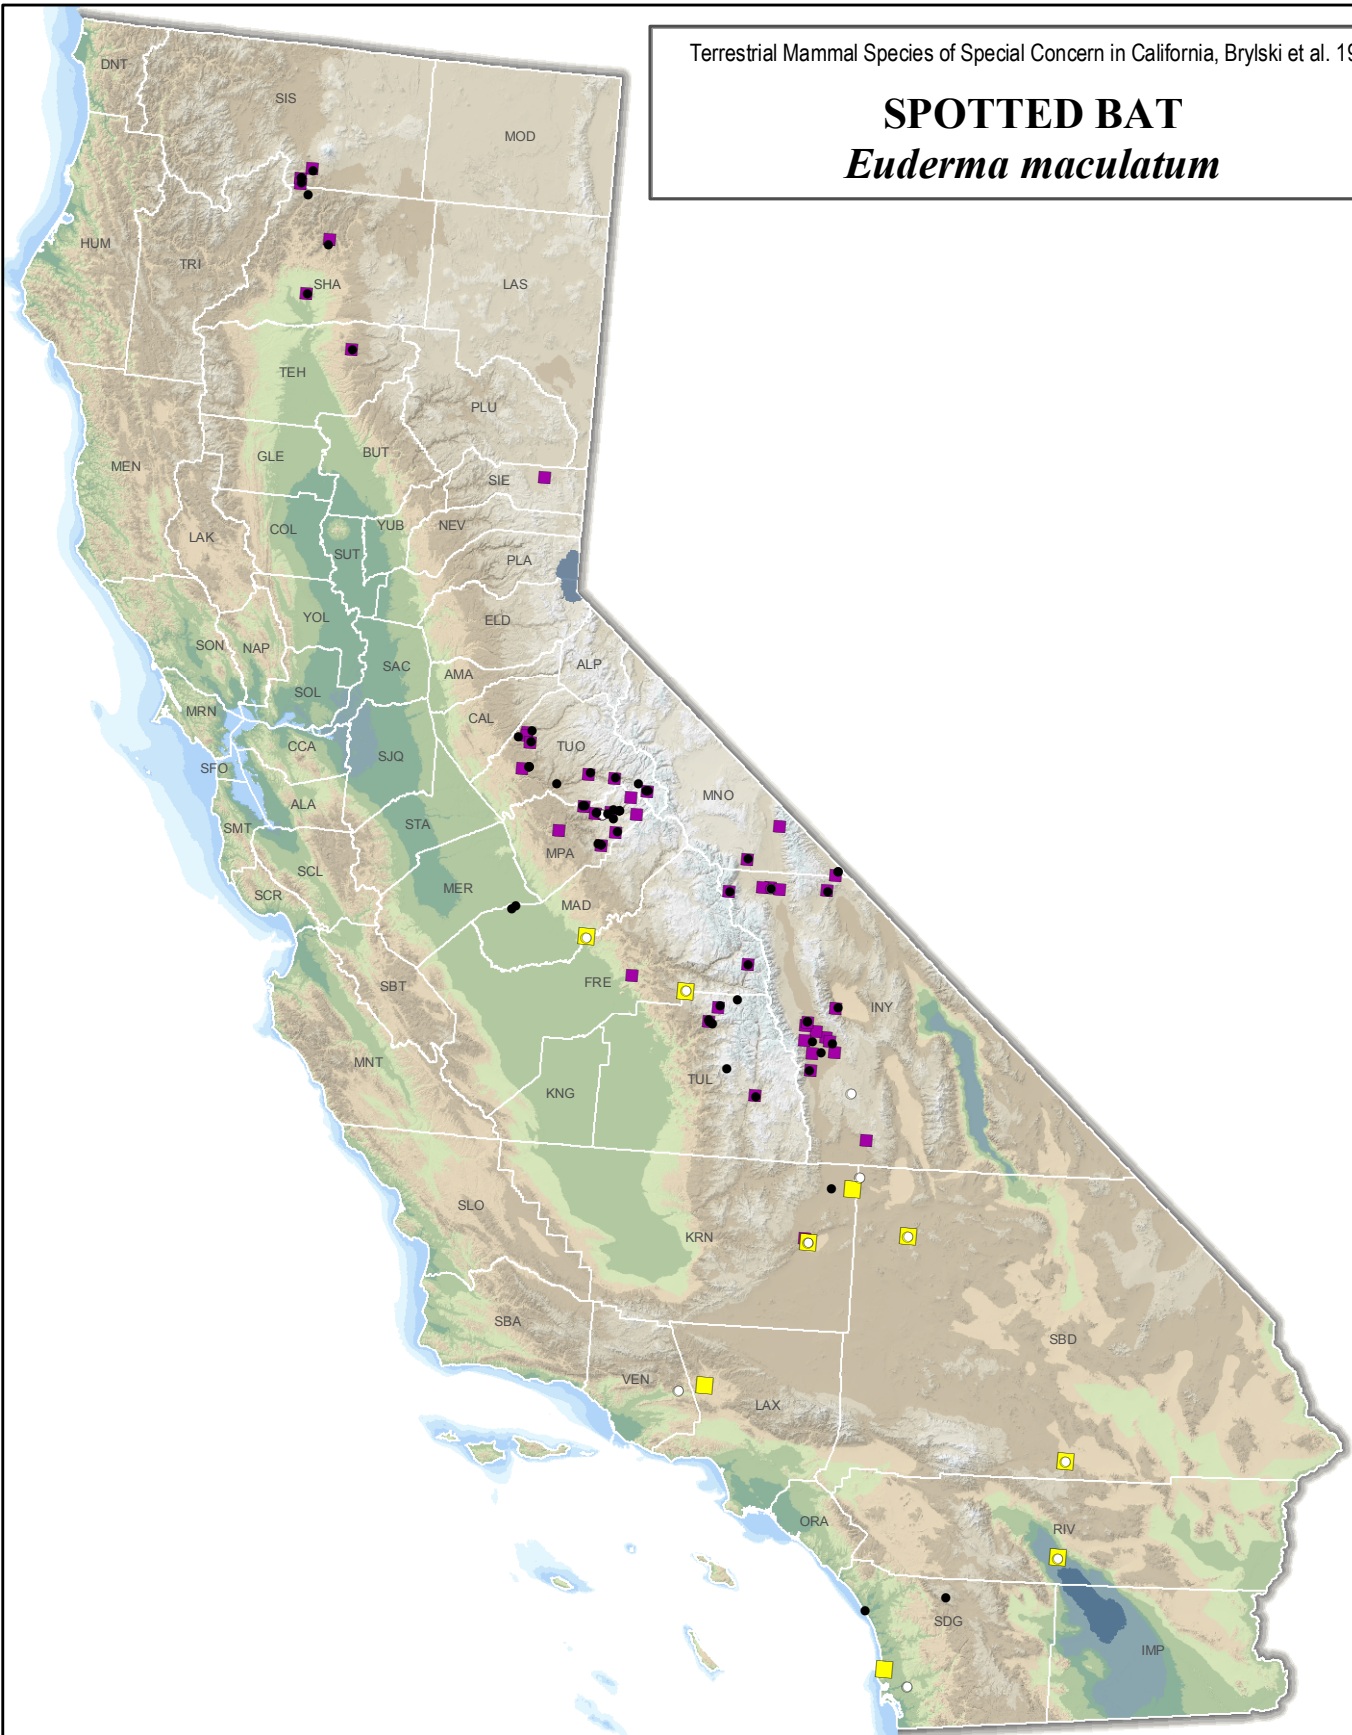 Terrestrial Mammal Species of Special Concern in California, Brylski et al. 19
SPOTTED BAT
Euderma maculatum
DNT
SIS
MOD
HUM
TRI
SHA
LAS
TEH
PLU
MEN
GLE
BUT
SIE
LAK
COL
YUB
NEV
SUT
PLA
YOL
ELD
SON
NAP
SAC
ALP
AMA
SOL
MRN
CAL
CCA
SJQ
TUO
SFO
MNO
ALA
SMT
STA
MPA
SCL
SCR
MER
MAD
SBT
FRE
INY
MNT
TUL
KNG
SLO
KRN
SBA
SBD
VEN
LAX
ORA
RIV
SDG
IMP